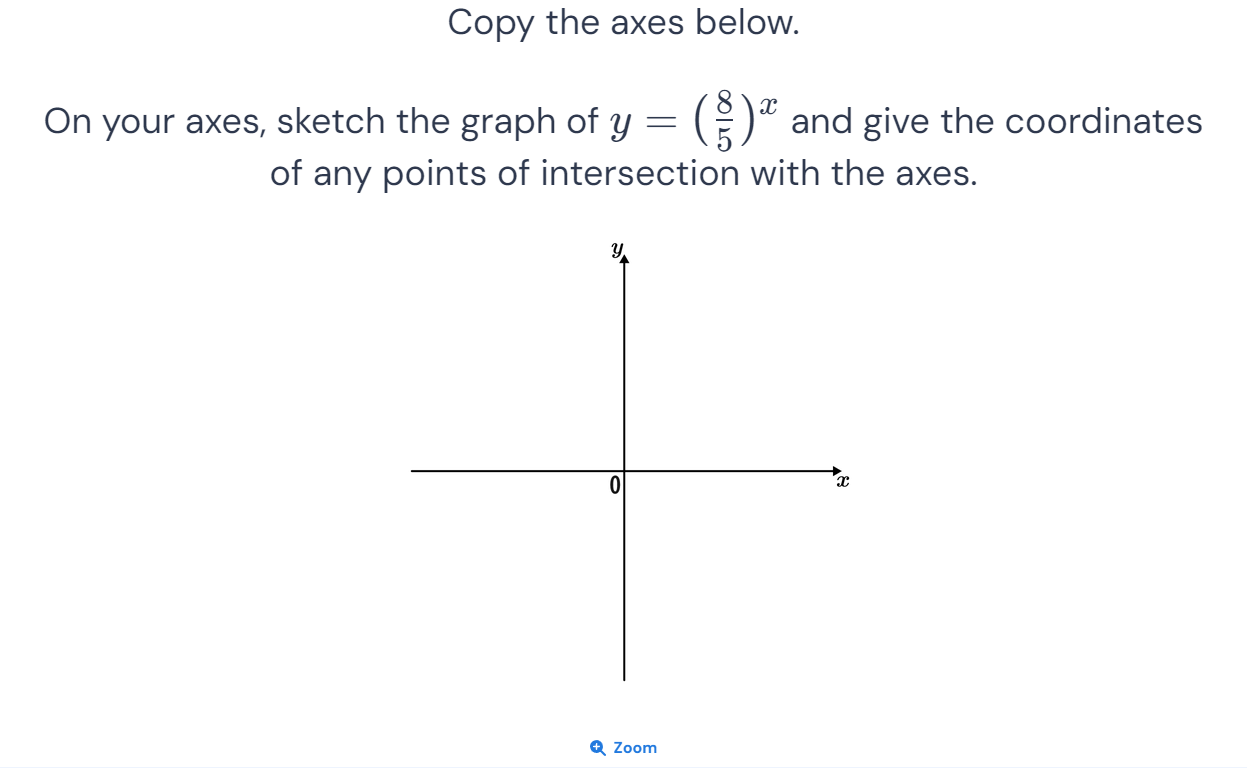 Copy the axes below.
On your axes, sketch the graph of y = (8/5)^x and give the coordinates
of any points of intersection with the axes.
y
0
x
Zoom